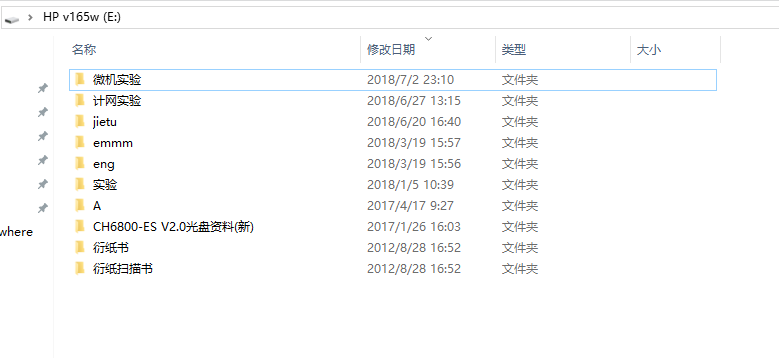 HP v165w (E:)
名称 修改日期 类型 大小
微机实验 2018/7/2 23:10 文件夹
计网实验 2018/6/27 13:15 文件夹
jietu 2018/6/20 16:40 文件夹
emmm 2018/3/19 15:57 文件夹
eng 2018/3/19 15:56 文件夹
实验 2018/1/5 10:39 文件夹
A 2017/4/17 9:27 文件夹
CH6800-ES V2.0光盘资料(新) 2017/1/26 16:03 文件夹
where
衍纸书 2012/8/28 16:52 文件夹
衍纸扫描书 2012/8/28 16:52 文件夹